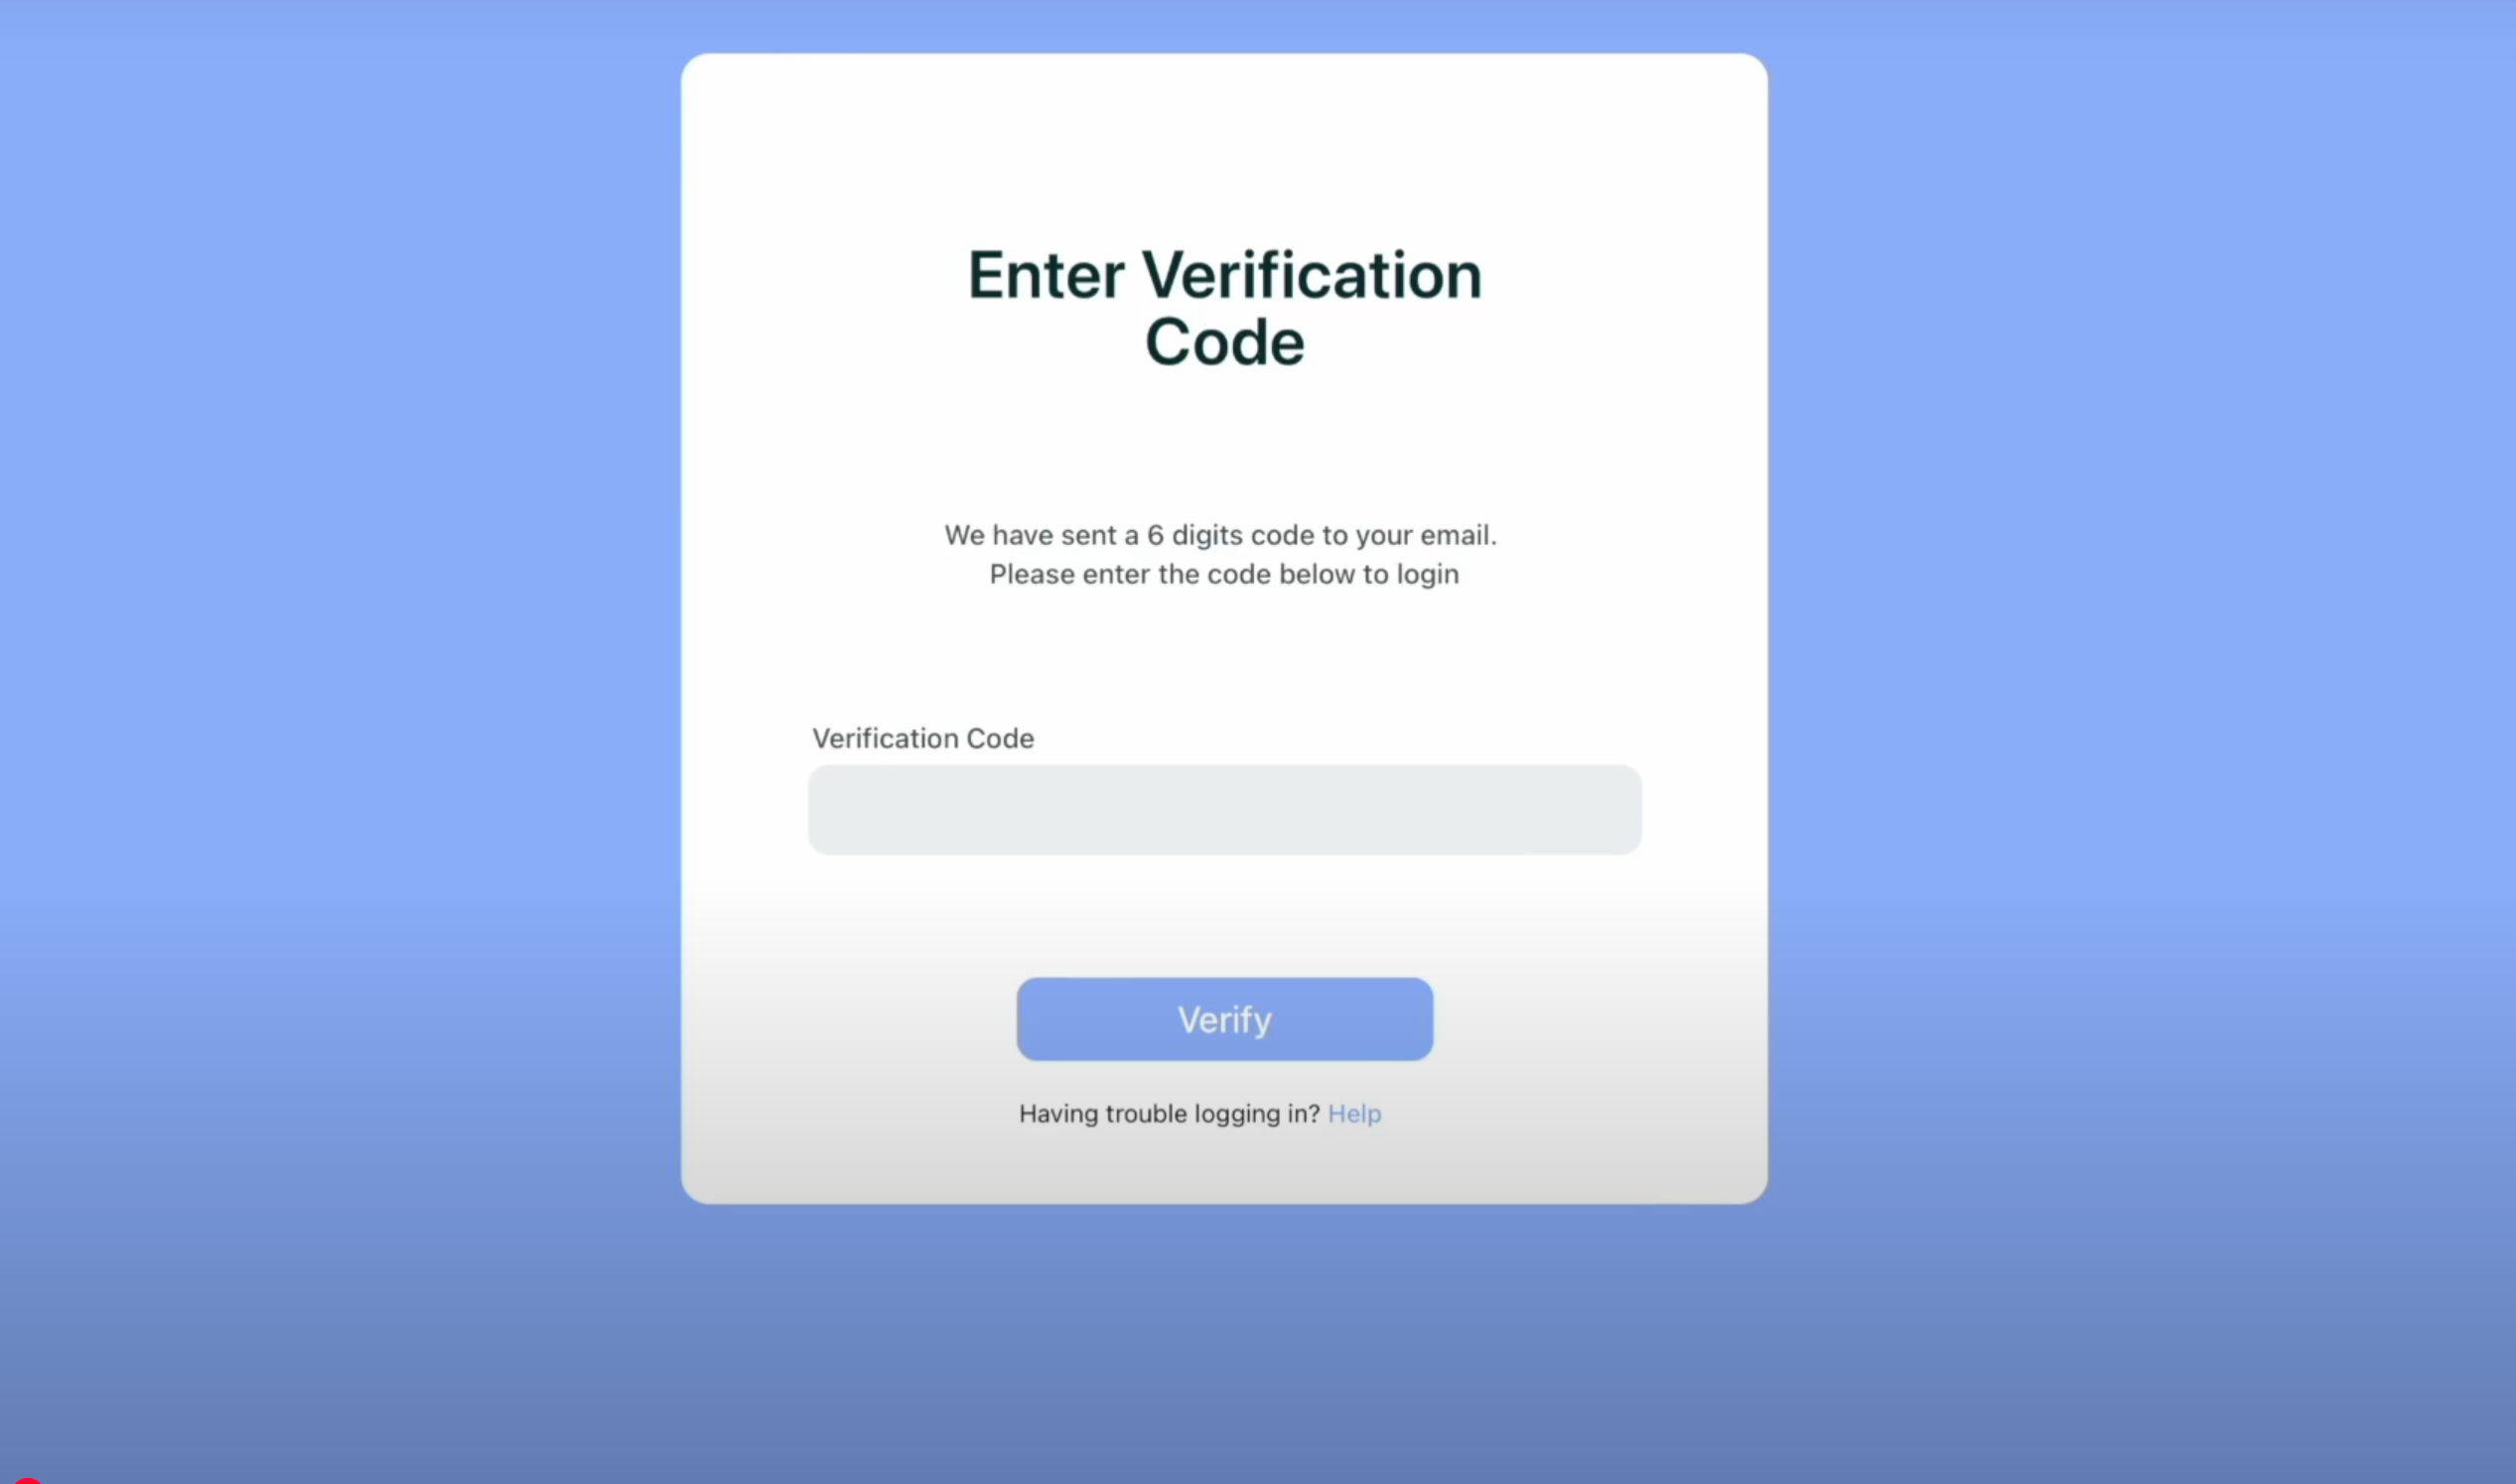 Enter Verification
Code
We have sent a 6 digits code to your email.
Please enter the code below to login
Verification Code
Verify
Having trouble logging in? Help